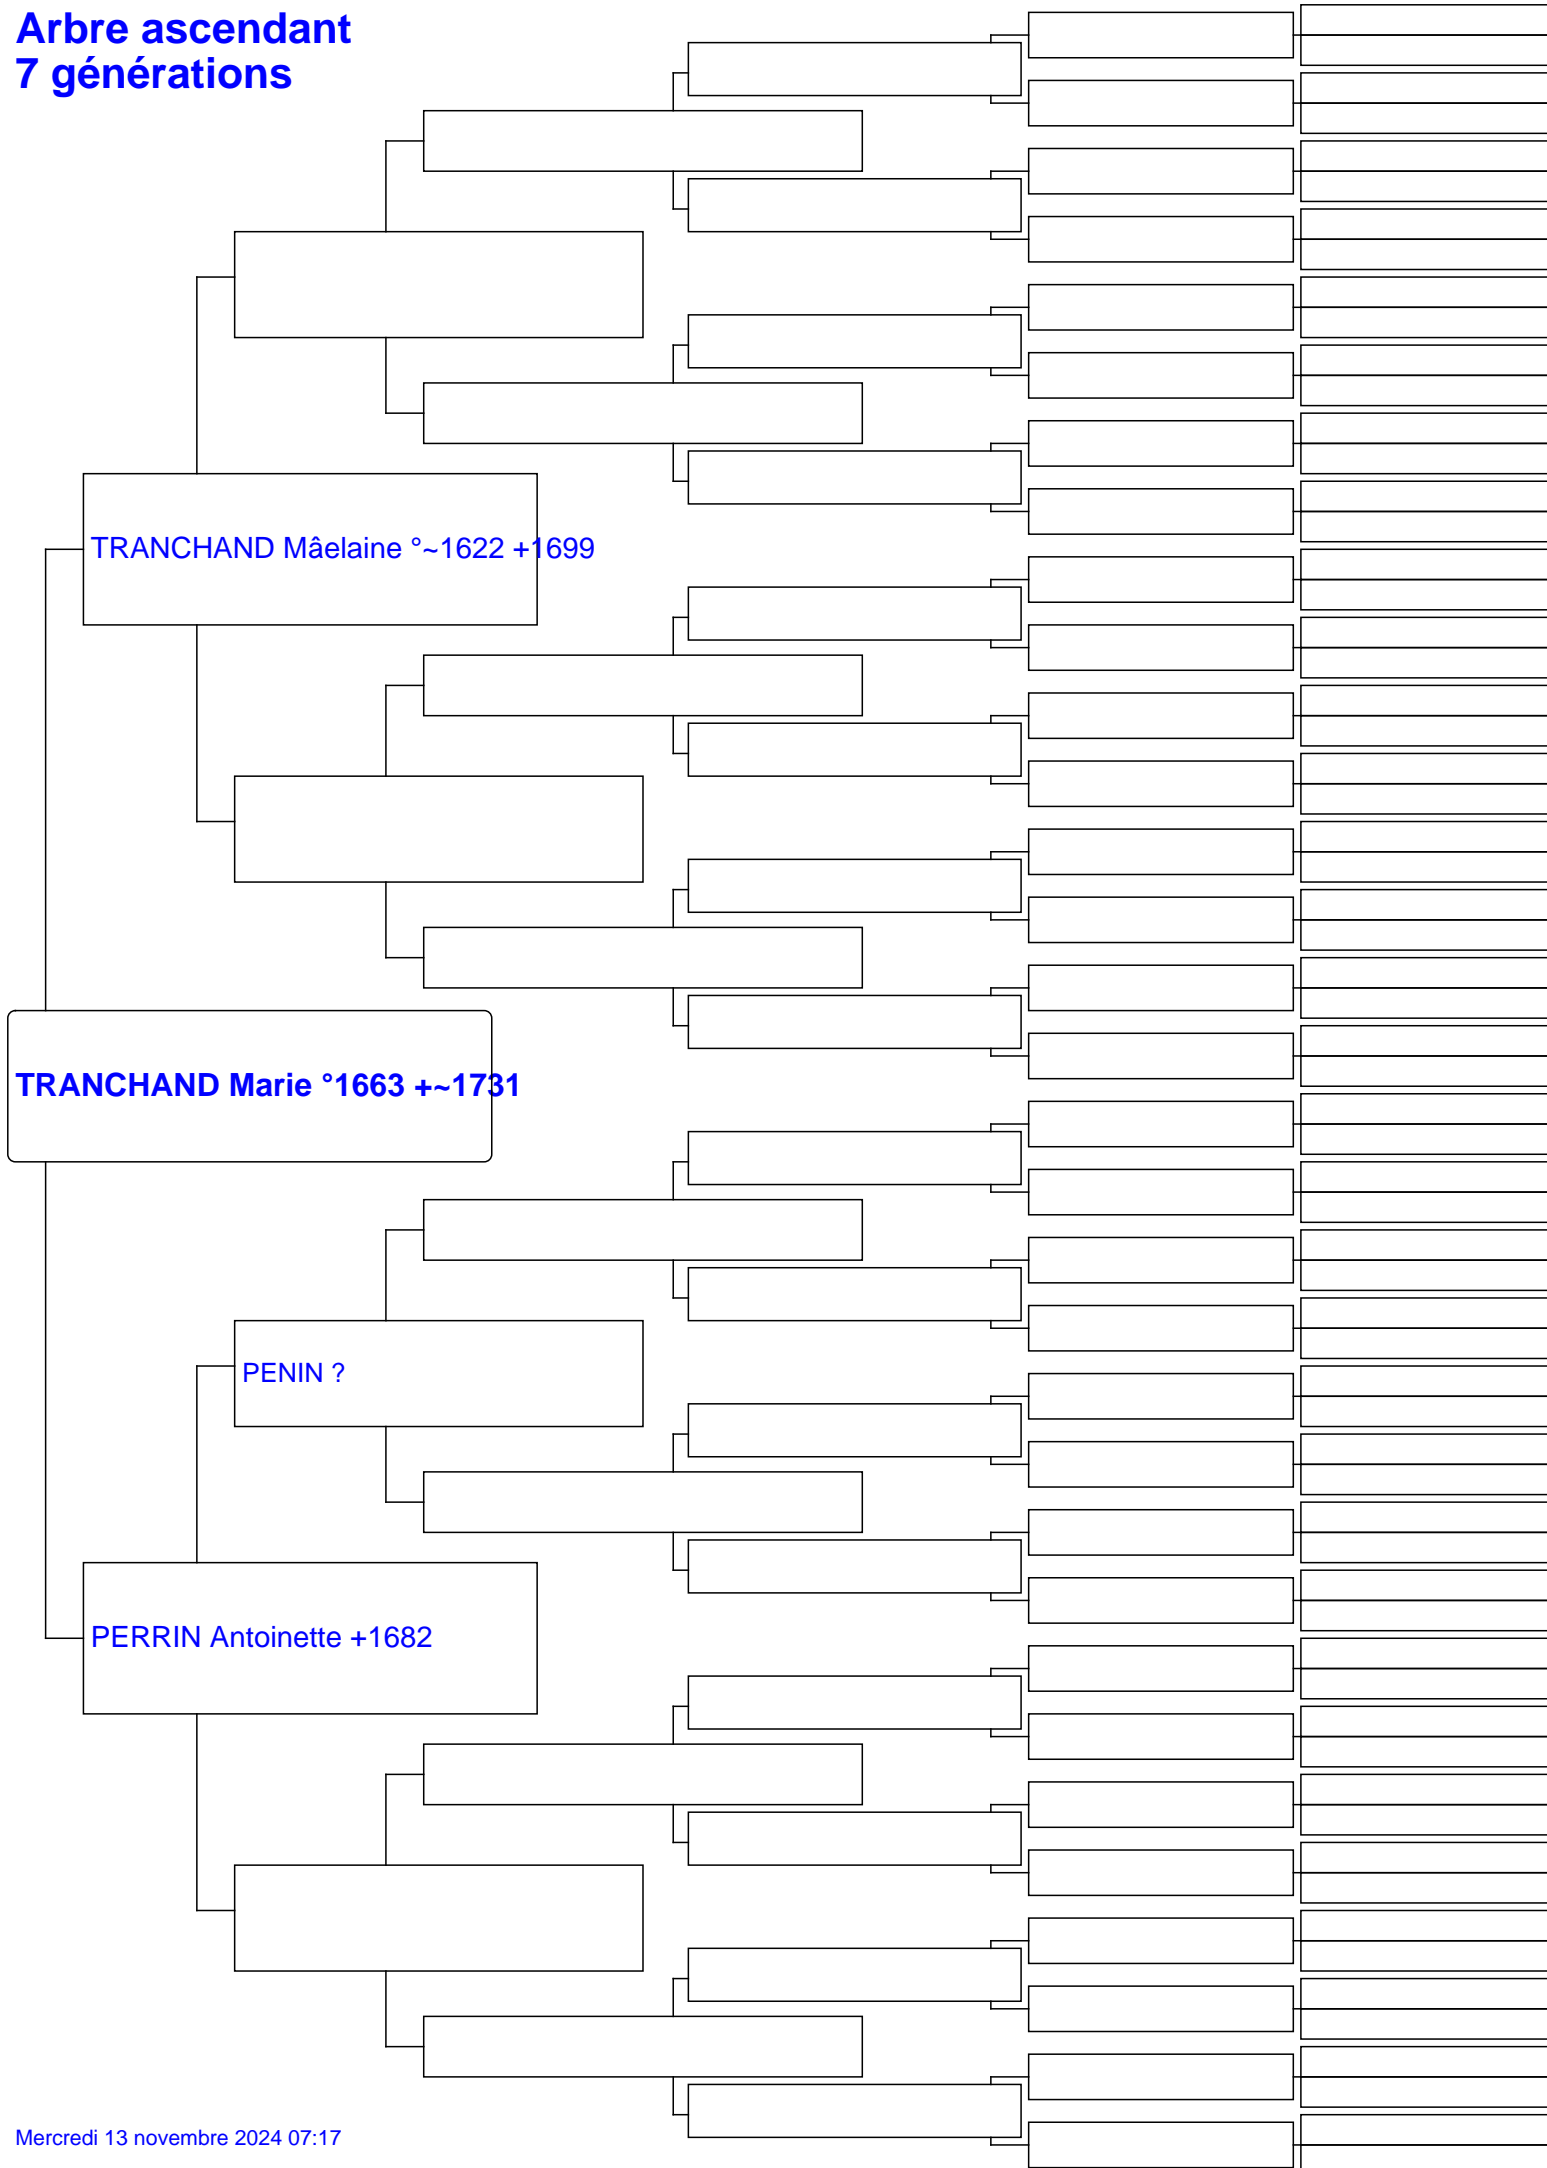 Arbre ascendant
7 générations
TRANCHAND Mâelaine °~1622 +1699
TRANCHAND Marie °1663 +~1731
PENIN ?
PERRIN Antoinette +1682
Mercredi 13 novembre 2024 07:17